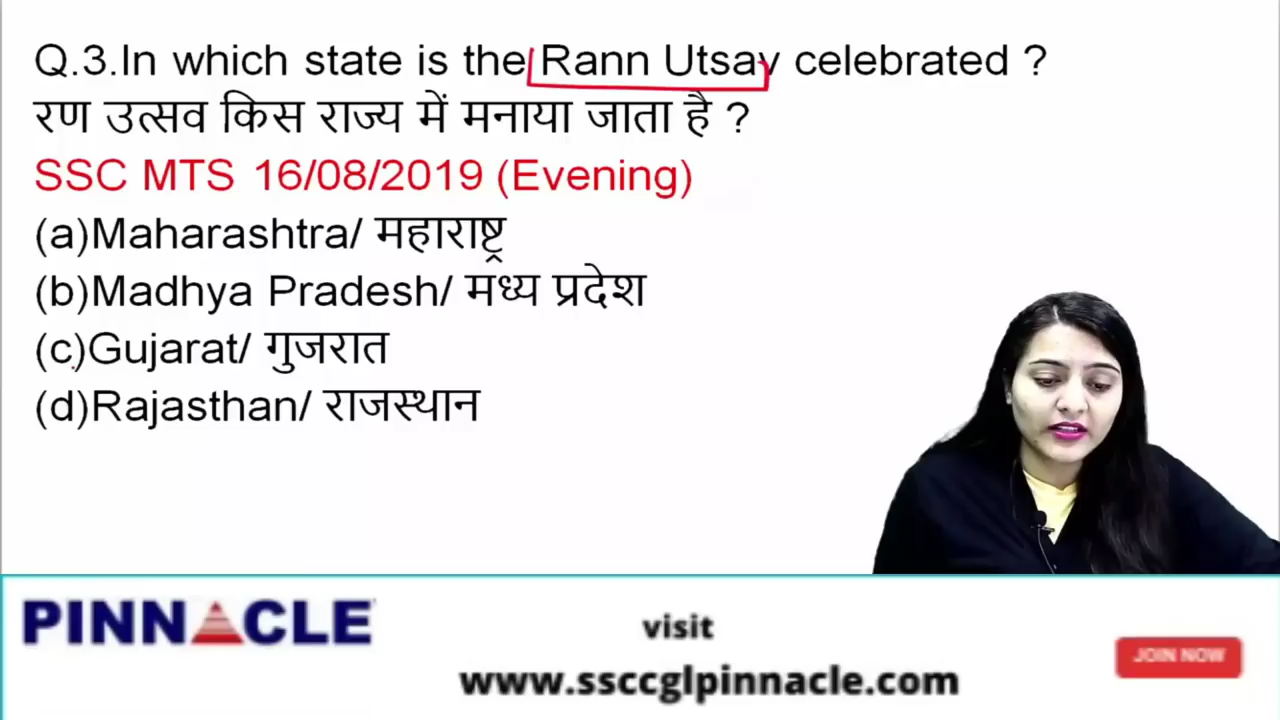 Q.3.In which state is the Rann Utsav celebrated ?
रण उत्सव किस राज्य में मनाया जाता है ?
SSC MTS 16/08/2019 (Evening)
(a)Maharashtra/ महाराष्ट्र
(b)Madhya Pradesh/ मध्य प्रदेश
(c)Gujarat/ गुजरात
(d)Rajasthan/ राजस्थान
PINNACLE
visit
www.ssccglpinnacle.com
JOIN NOW